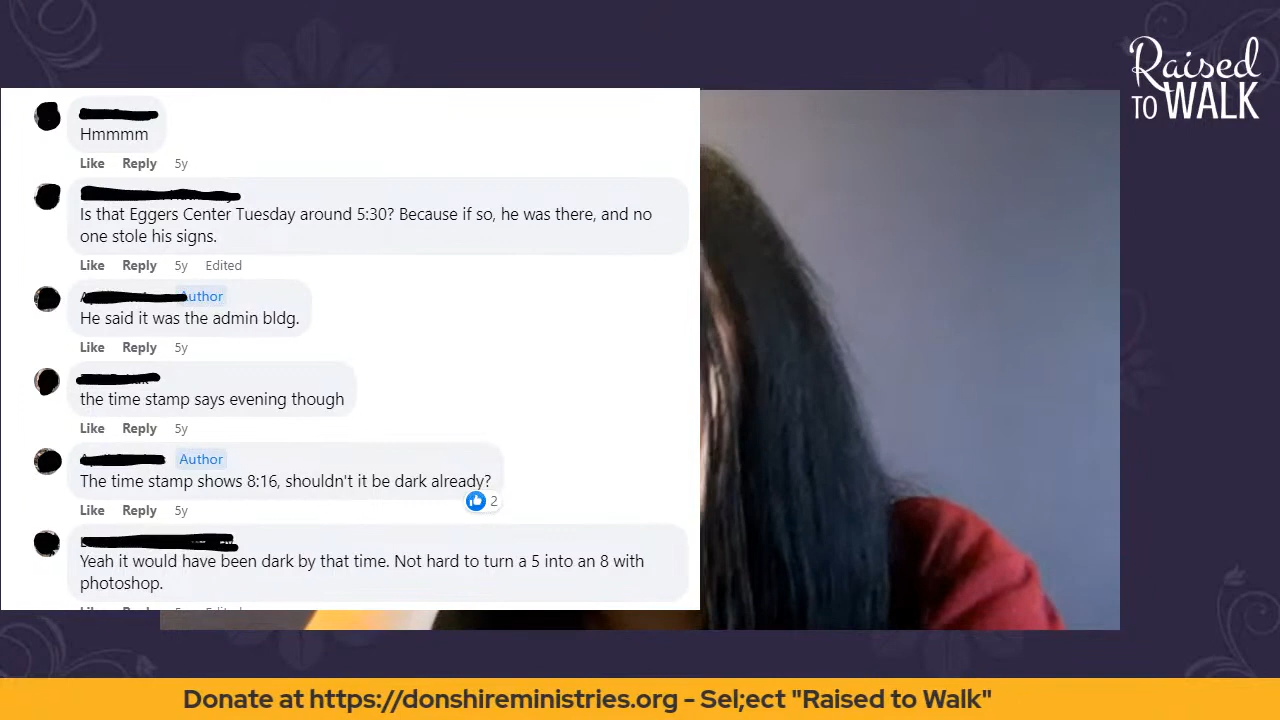 Raised
TO WALK
Hmmmm
Like Reply 5y
Is that Eggers Center Tuesday around 5:30? Because if so, he was there, and no
one stole his signs.
Like Reply 5y Edited
Author
He said it was the admin bldg.
Like Reply 5y
the time stamp says evening though
Like Reply 5y
Author
The time stamp shows 8:16, shouldn't it be dark already?
2
Like Reply 5y
Yeah it would have been dark by that time. Not hard to turn a 5 into an 8 with
photoshop.
Like Reply 5y Edited
Donate at https://donshireministries.org - Sel;ect "Raised to Walk"